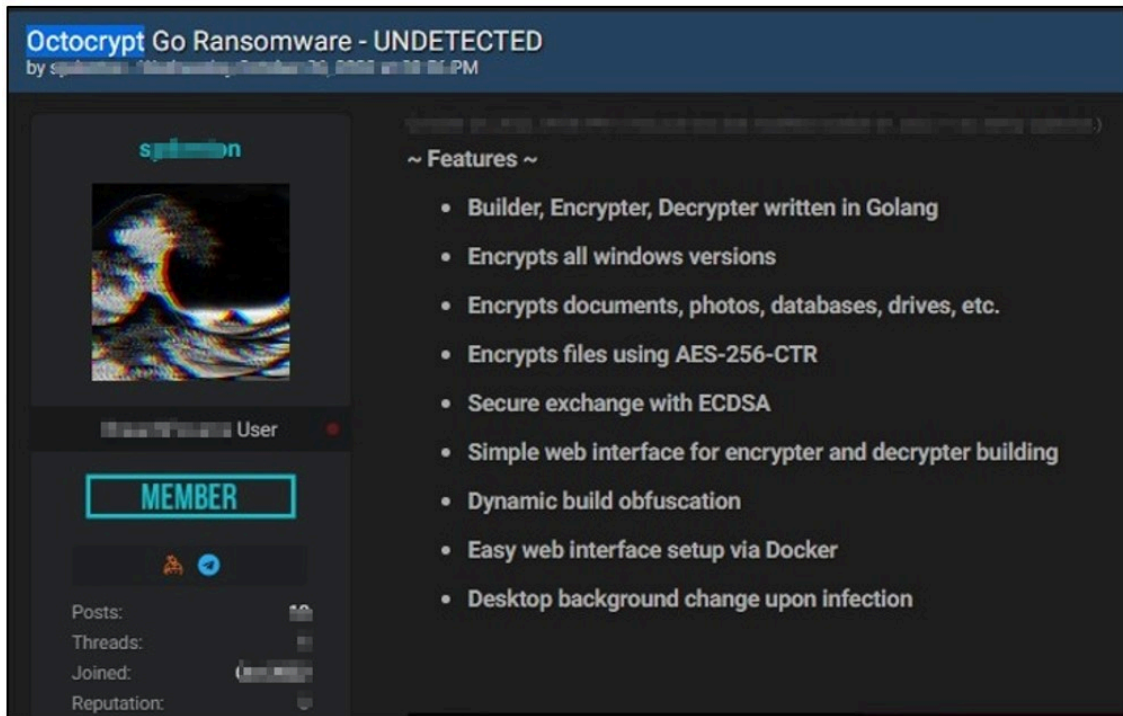 Octocrypt Go Ransomware - UNDETECTED
by PM
~ Features ~
• Builder, Encrypter, Decrypter written in Golang
• Encrypts all windows versions
• Encrypts documents, photos, databases, drives, etc.
• Encrypts files using AES-256-CTR
• Secure exchange with ECDSA
• Simple web interface for encrypter and decrypter building
• Dynamic build obfuscation
• Easy web interface setup via Docker
• Desktop background change upon infection
User
MEMBER
Posts:
Threads:
Joined:
Reputation: